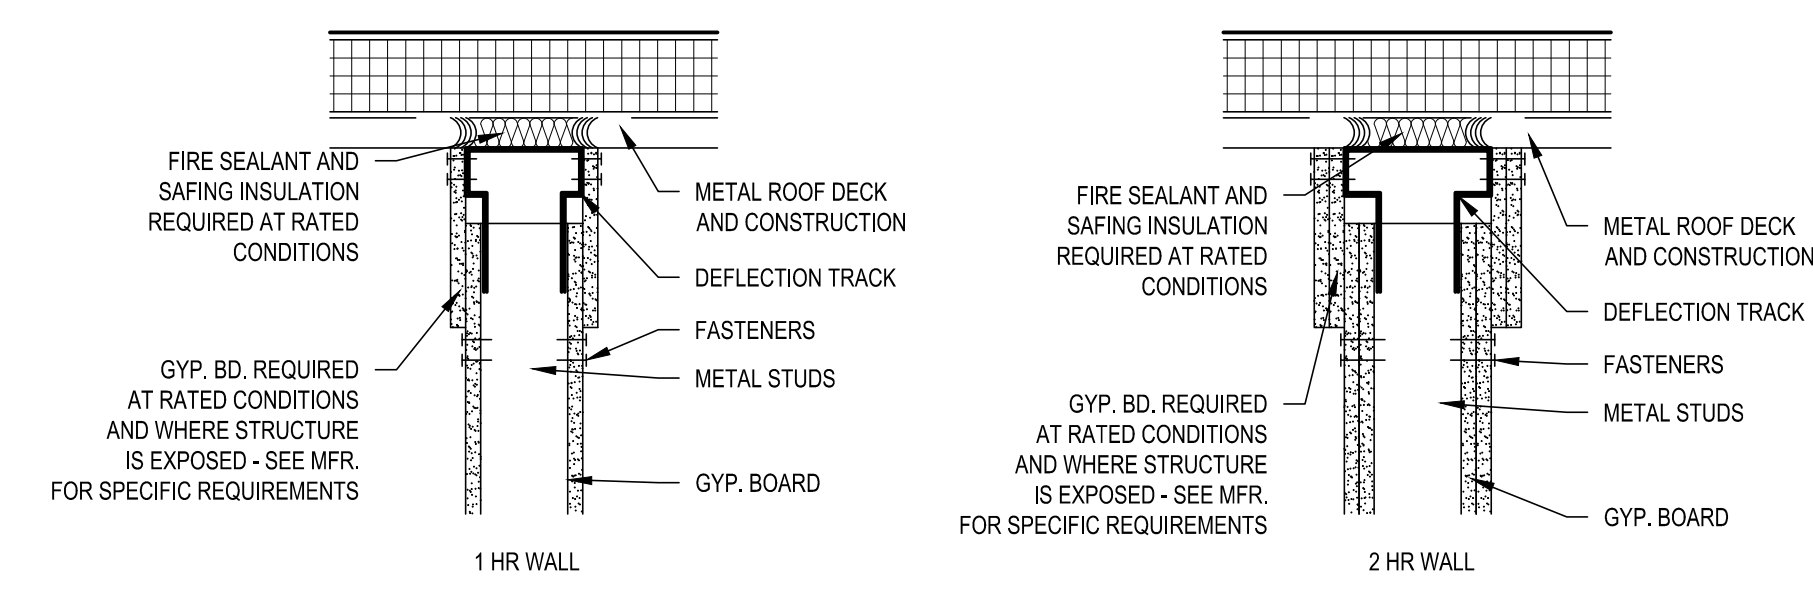 FIRE SEALANT AND
SAFING INSULATION
REQUIRED AT RATED
CONDITIONS
GYP. BD. REQUIRED
AT RATED CONDITIONS
AND WHERE STRUCTURE
IS EXPOSED - SEE MFR.
FOR SPECIFIC REQUIREMENTS
METAL ROOF DECK
AND CONSTRUCTION
DEFLECTION TRACK
FASTENERS
METAL STUDS
GYP. BOARD
1 HR WALL
FIRE SEALANT AND
SAFING INSULATION
REQUIRED AT RATED
CONDITIONS
GYP. BD. REQUIRED
AT RATED CONDITIONS
AND WHERE STRUCTURE
IS EXPOSED - SEE MFR.
FOR SPECIFIC REQUIREMENTS
METAL ROOF DECK
AND CONSTRUCTION
DEFLECTION TRACK
FASTENERS
METAL STUDS
GYP. BOARD
2 HR WALL